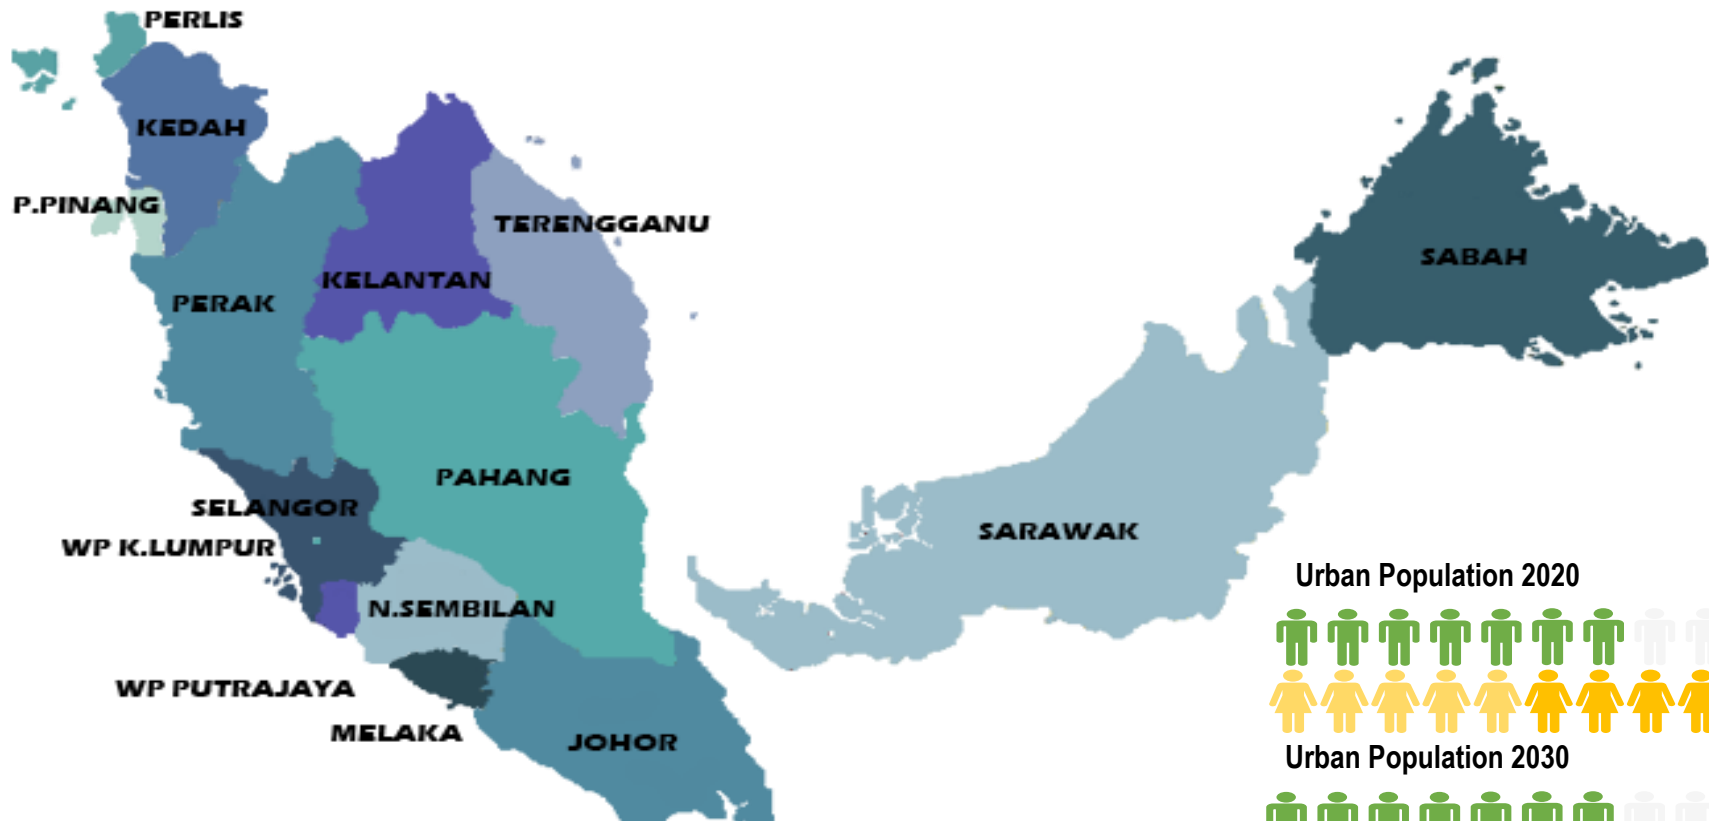 PERLIS
KEDAH
P.PINANG
TERENGGANU
KELANTAN
PERAK
SABAH
PAHANG
SELANGOR
SARAWAK
WP K.LUMPUR
N.SEMBILAN
WP PUTRAJAYA
MELAKA
JOHOR
Urban Population 2020
Urban Population 2030